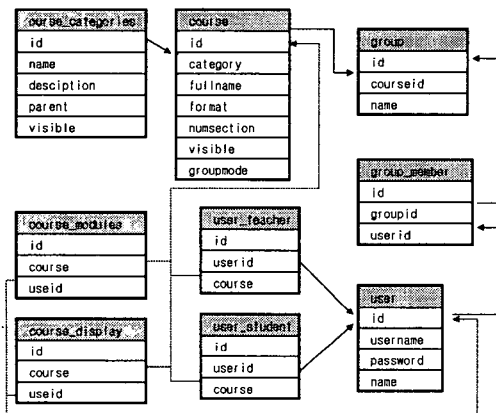 course_categories
id
name
desciption
parent
visible
course
id
category
fullname
format
numsection
visible
groupmode
group
id
courseid
name
group_member
id
groupid
userid
course_modules
id
course
useid
user_teacher
id
userid
course
user
id
username
password
name
course_display
id
course
useid
user_student
id
userid
course